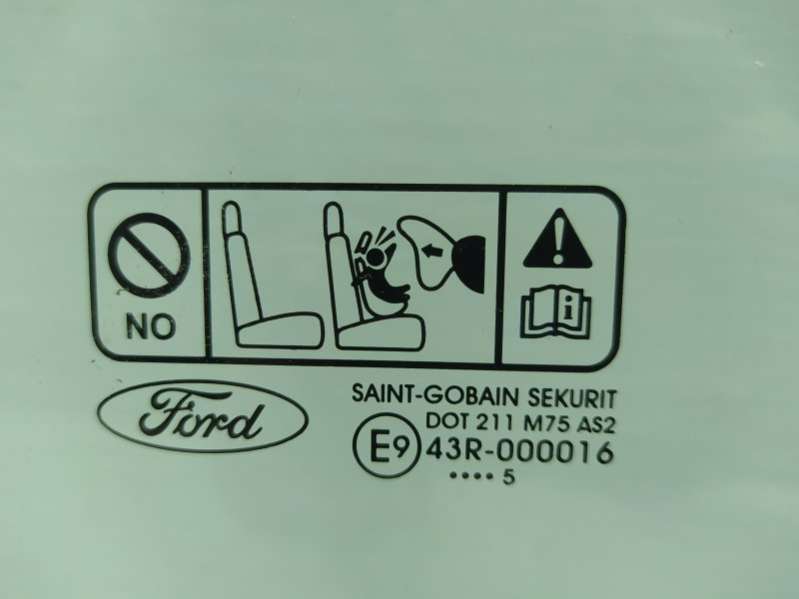 NO
Ford
SAINT-GOBAIN SEKURIT
DOT 211 M75 AS2
E9 43R-000016
.... 5